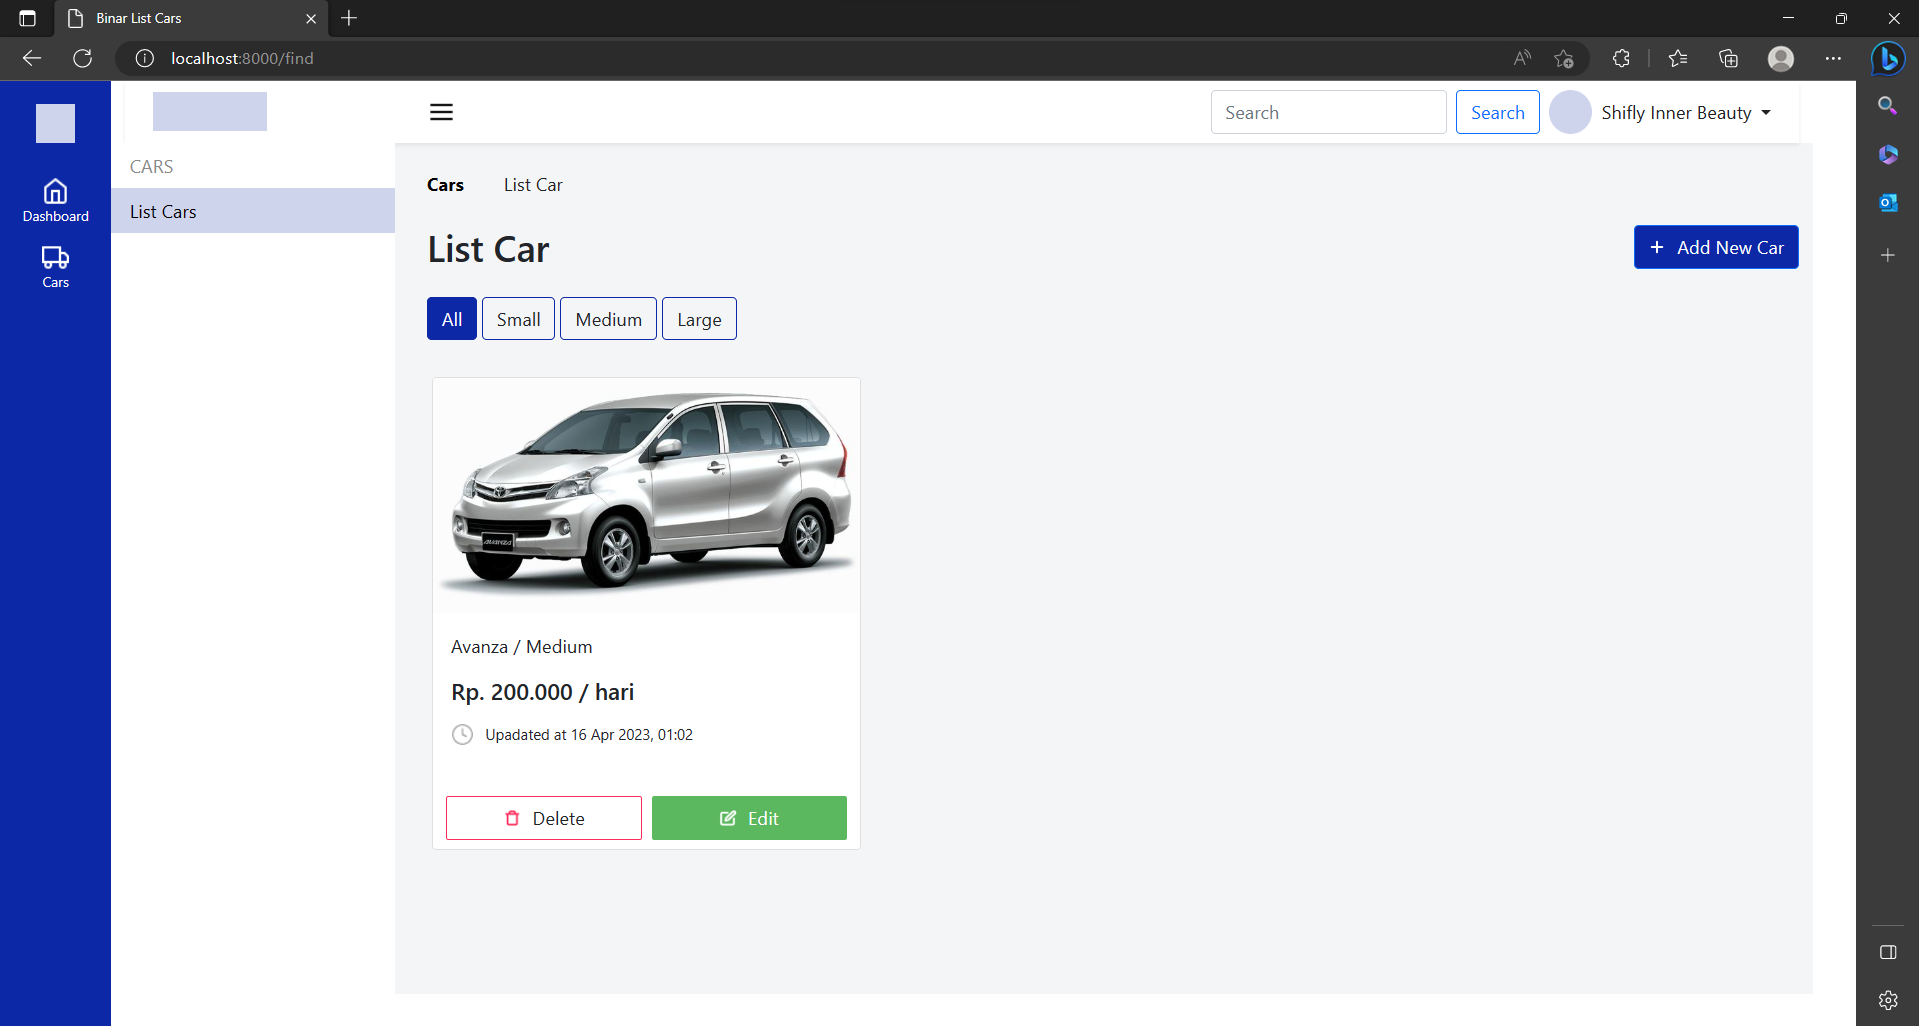 Binar List Cars
localhost:8000/find
Search
Search
Shifly Inner Beauty
Dashboard
Cars
CARS
List Cars
Cars
List Car
List Car
Add New Car
All
Small
Medium
Large
AVANZA
Avanza / Medium
Rp. 200.000 / hari
Upadated at 16 Apr 2023, 01:02
Delete
Edit